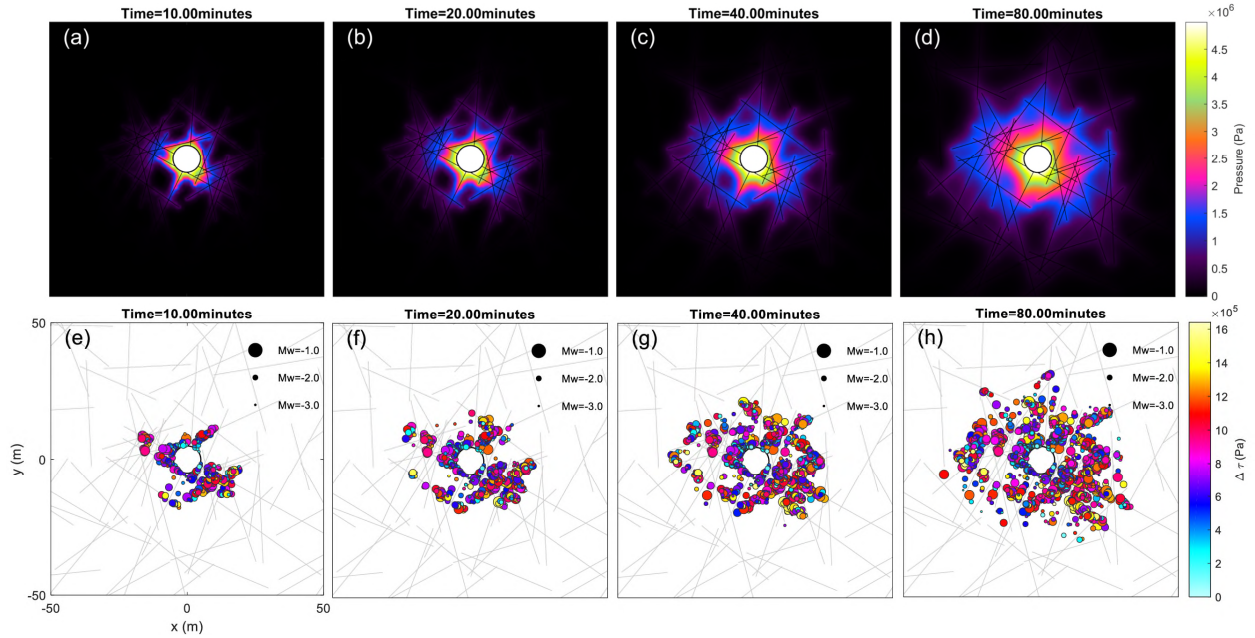 Time=10.00minutes
Time=20.00minutes
Time=40.00minutes
Time=80.00minutes
×10⁶
(a)
(b)
(c)
(d)
4.5
4
3.5
3
2.5
2
1.5
1
0.5
0
Pressure (Pa)
Time=10.00minutes
Time=20.00minutes
Time=40.00minutes
Time=80.00minutes
×10⁵
50
0
-50
y (m)
(e)
Mw=-1.0
Mw=-2.0
Mw=-3.0
(f)
Mw=-1.0
Mw=-2.0
Mw=-3.0
(g)
Mw=-1.0
Mw=-2.0
Mw=-3.0
(h)
Mw=-1.0
Mw=-2.0
Mw=-3.0
16
14
12
10
8
6
4
2
0
Δ τ (Pa)
-50
0
50
x (m)